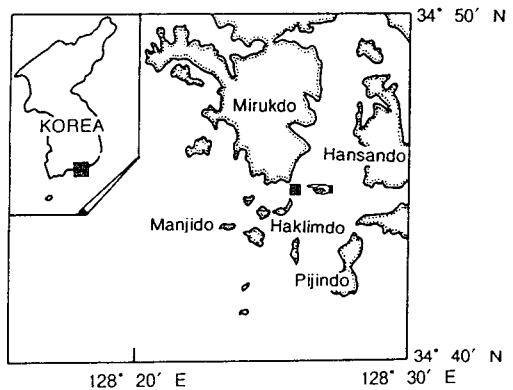 34° 50′ N
KOREA
Mirukdo
Hansando
Manjido
Haklimdo
Pijindo
34° 40′ N
128° 20′ E
128° 30′ E